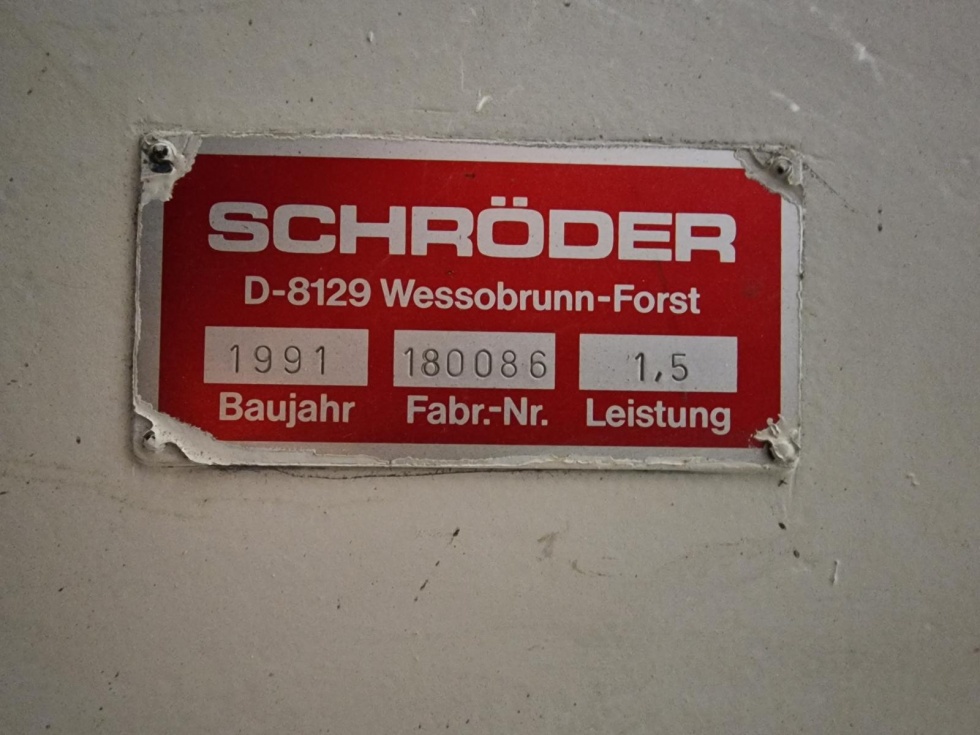 SCHRÖDER
D-8129 Wessobrunn-Forst
1991 180086 1,5
Baujahr Fabr.-Nr. Leistung